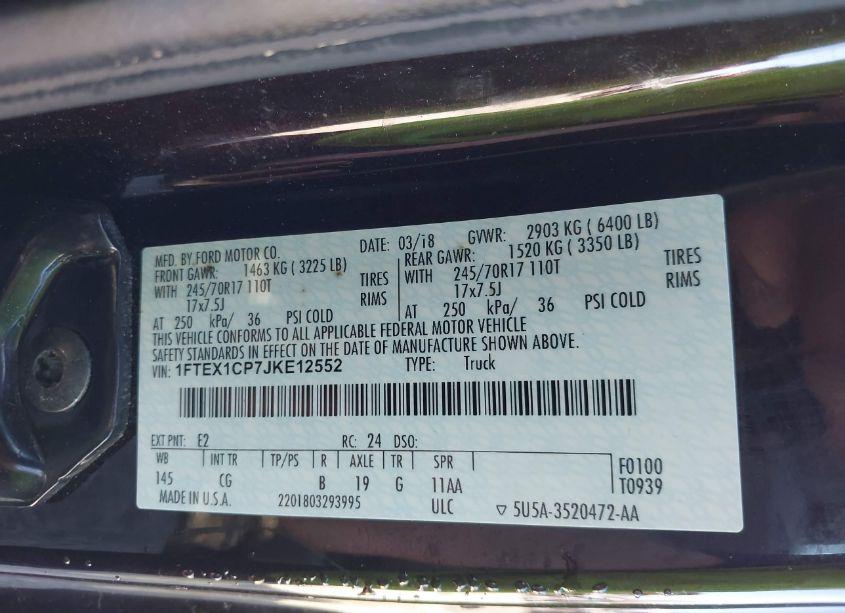 MFD. BY FORD MOTOR CO. DATE: 03/18 GVWR: 2903 KG ( 6400 LB)
FRONT GAWR: 1463 KG ( 3225 LB) REAR GAWR: 1520 KG ( 3350 LB)
WITH 245/70R17 110T TIRES WITH 245/70R17 110T TIRES
17x7.5J RIMS 17x7.5J RIMS
AT 250 kPa/ 36 PSI COLD AT 250 kPa/ 36 PSI COLD
THIS VEHICLE CONFORMS TO ALL APPLICABLE FEDERAL MOTOR VEHICLE
SAFETY STANDARDS IN EFFECT ON THE DATE OF MANUFACTURE SHOWN ABOVE.
VIN: 1FTEX1CP7JKE12552 TYPE: Truck
EXT PNT: E2 RC: 24 DSO:
WB INT TR TP/PS R AXLE TR SPR F0100
145 CG B 19 G 11AA T0939
MADE IN U.S.A. 2201803293995 ULC ▽ 5U5A-3520472-AA